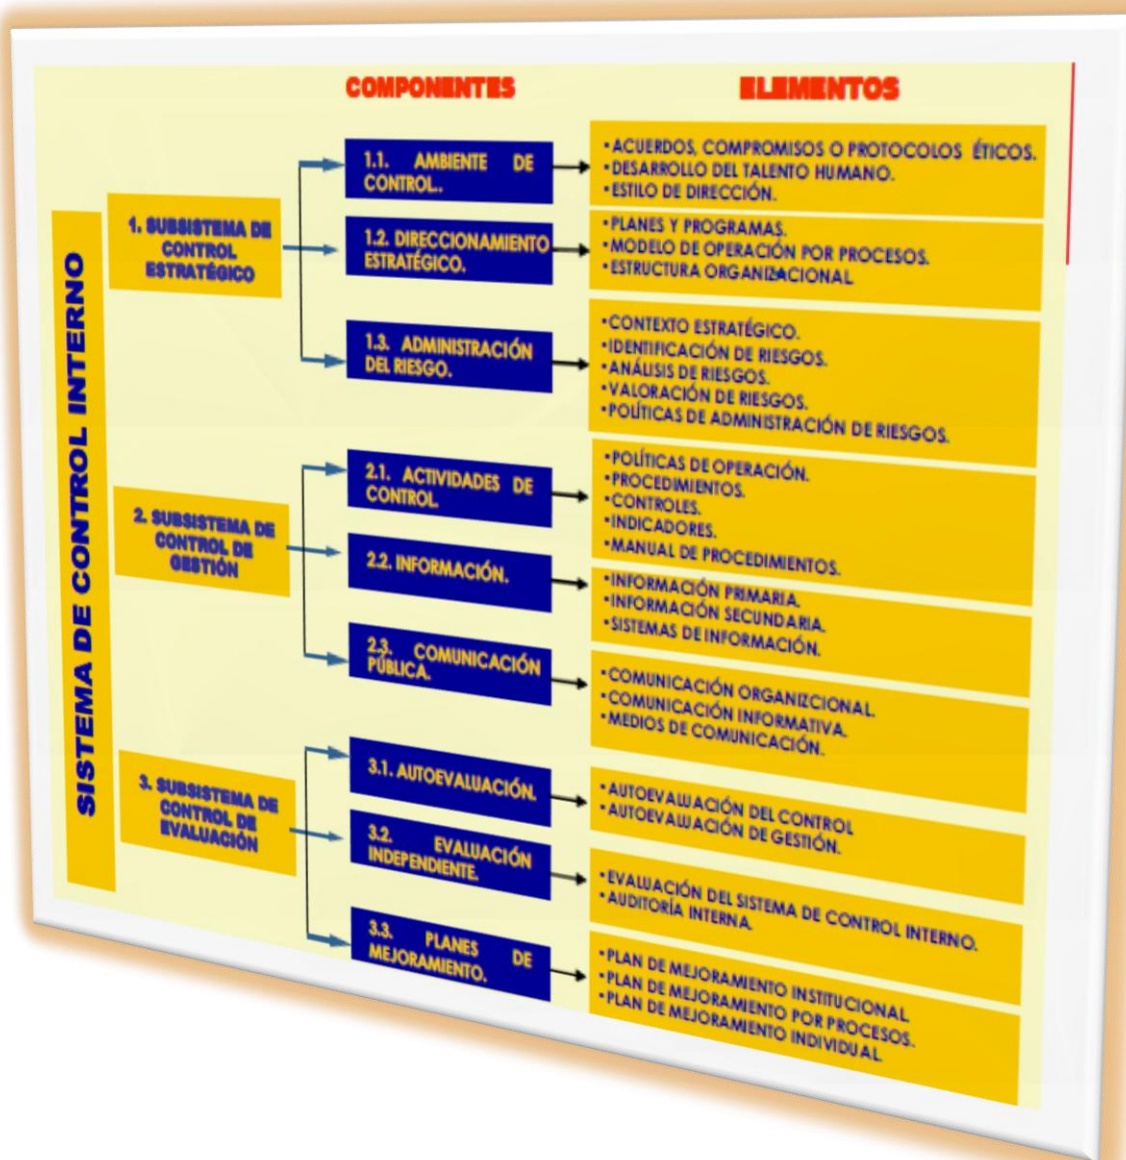 COMPONENTES
ELEMENTOS
SISTEMA DE CONTROL INTERNO
1. SUBSISTEMA DE
CONTROL
ESTRATÉGICO
1.1. AMBIENTE DE
CONTROL..
•ACUERDOS, COMPROMISOS O PROTOCOLOS ÉTICOS.
•DESARROLLO DEL TALENTO HUMANO.
•ESTILO DE DIRECCIÓN.
1.2. DIRECCIONAMIENTO
ESTRATÉGICO.
•PLANES Y PROGRAMAS.
•MODELO DE OPERACIÓN POR PROCESOS.
•ESTRUCTURA ORGANIZACIONAL
1.3. ADMINISTRACIÓN
DEL RIESGO.
•CONTEXTO ESTRATÉGICO.
•IDENTIFICACIÓN DE RIESGOS.
•ANÁLISIS DE RIESGOS.
•VALORACIÓN DE RIESGOS.
•POLÍTICAS DE ADMINISTRACIÓN DE RIESGOS.
2. SUBSISTEMA DE
CONTROL DE
GESTIÓN
2.1. ACTIVIDADES DE
CONTROL.
•POLÍTICAS DE OPERACIÓN.
•PROCEDIMIENTOS.
•CONTROLES.
•INDICADORES.
•MANUAL DE PROCEDIMIENTOS.
2.2. INFORMACIÓN.
•INFORMACIÓN PRIMARIA.
•INFORMACIÓN SECUNDARIA.
•SISTEMAS DE INFORMACIÓN.
2.3. COMUNICACIÓN
PÚBLICA.
•COMUNICACIÓN ORGANIZCIONAL.
•COMUNICACIÓN INFORMATIVA.
•MEDIOS DE COMUNICACIÓN.
3. SUBSISTEMA DE
CONTROL DE
EVALUACIÓN
3.1. AUTOEVALUACIÓN.
•AUTOEVALUACIÓN DEL CONTROL
•AUTOEVALUACIÓN DE GESTIÓN.
3.2. EVALUACIÓN
INDEPENDIENTE.
•EVALUACIÓN DEL SISTEMA DE CONTROL INTERNO.
•AUDITORÍA INTERNA.
3.3. PLANES DE
MEJORAMIENTO.
•PLAN DE MEJORAMIENTO INSTITUCIONAL.
•PLAN DE MEJORAMIENTO POR PROCESOS.
•PLAN DE MEJORAMIENTO INDIVIDUAL.